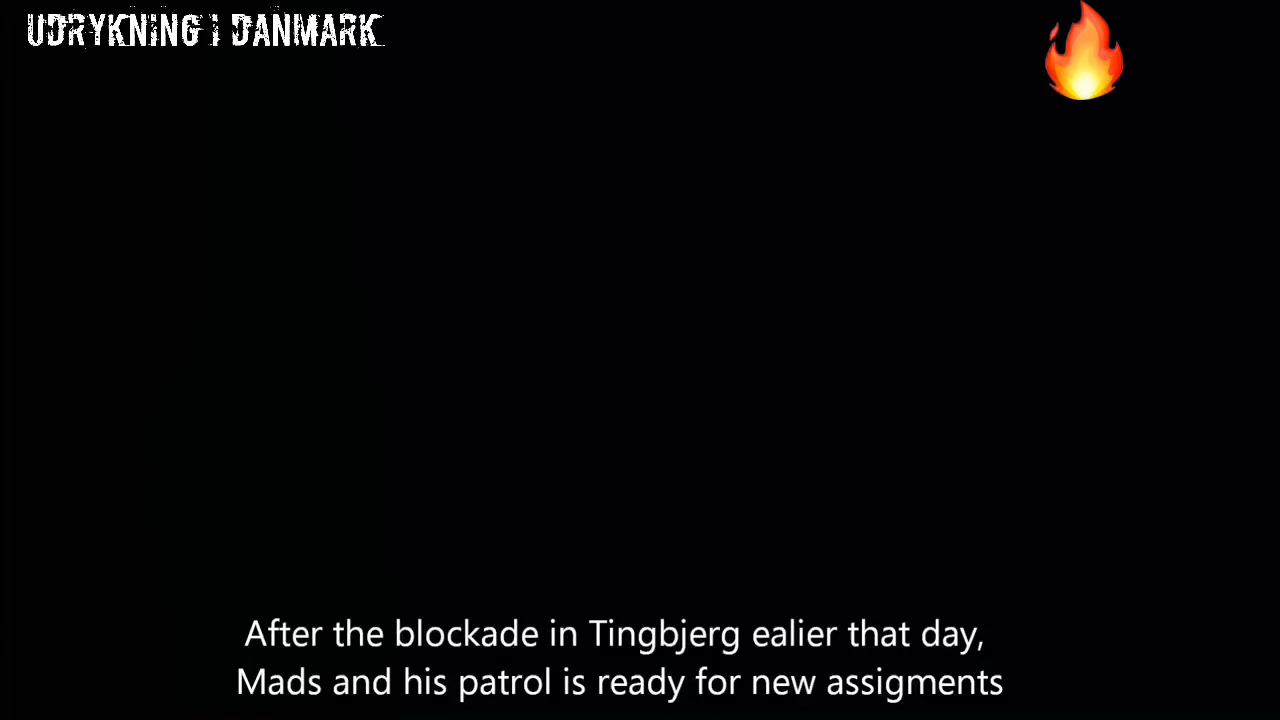 UDRYKNING I DANMARK
After the blockade in Tingbjerg ealier that day,
Mads and his patrol is ready for new assigments